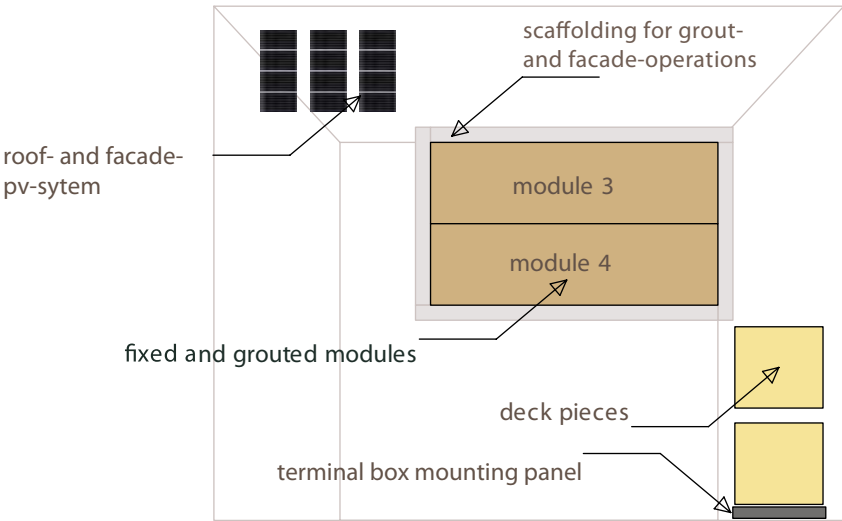 scaffolding for grout-
and facade-operations
roof- and facade-
pv-sytem
module 3
module 4
fixed and grouted modules
deck pieces
terminal box mounting panel